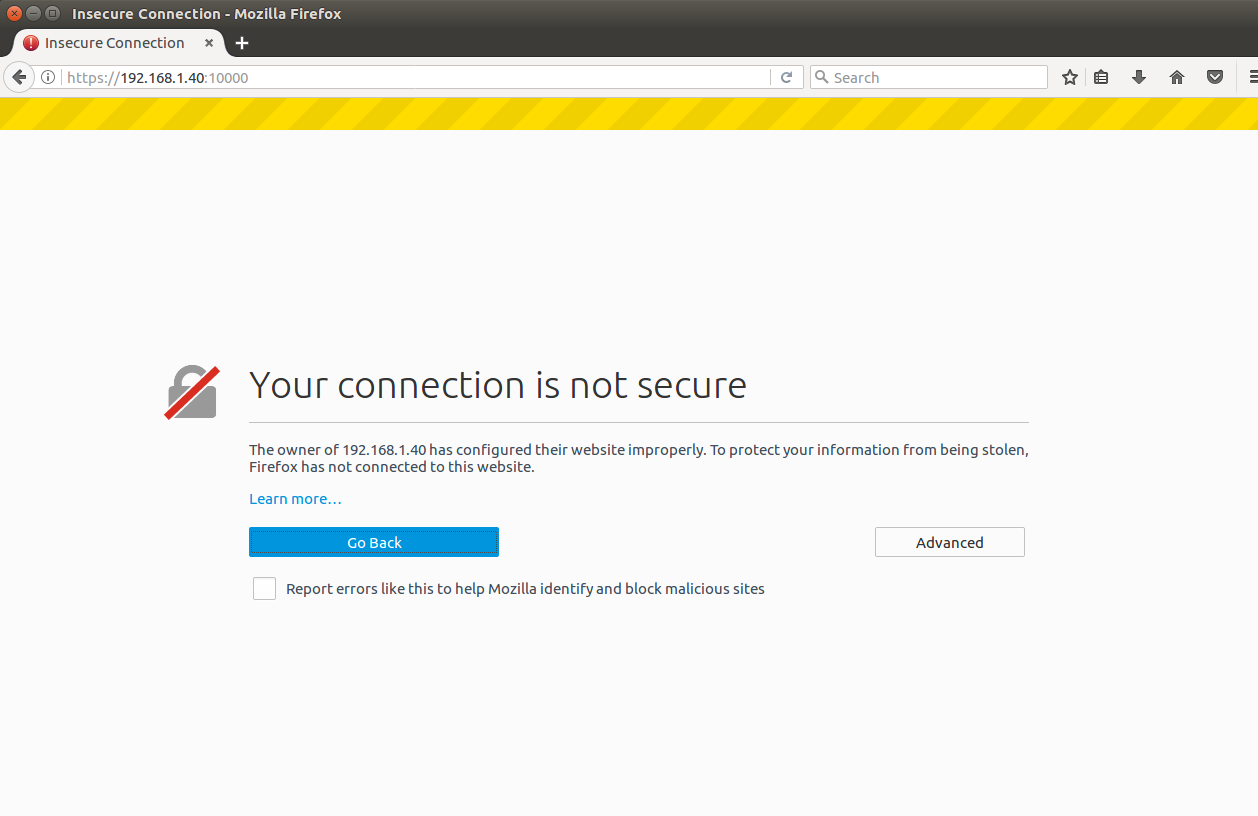 Insecure Connection - Mozilla Firefox
Insecure Connection
https://192.168.1.40:10000
Search
Your connection is not secure
The owner of 192.168.1.40 has configured their website improperly. To protect your information from being stolen,
Firefox has not connected to this website.
Learn more…
Go Back
Advanced
Report errors like this to help Mozilla identify and block malicious sites